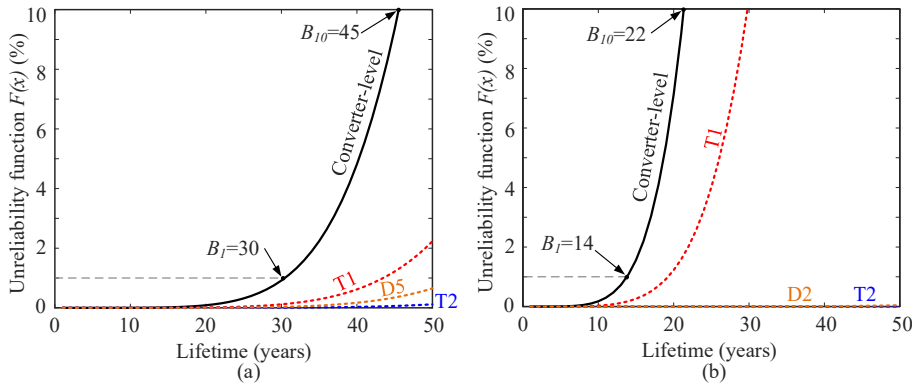 Unreliability function F(x) (%)
10
8
6
4
2
0
B10=45
Converter-level
B1=30
T1
D5
T2
0 10 20 30 40 50
Lifetime (years)
(a)
Unreliability function F(x) (%)
10
8
6
4
2
0
B10=22
Converter-level
T1
B1=14
D2 T2
0 10 20 30 40 50
Lifetime (years)
(b)